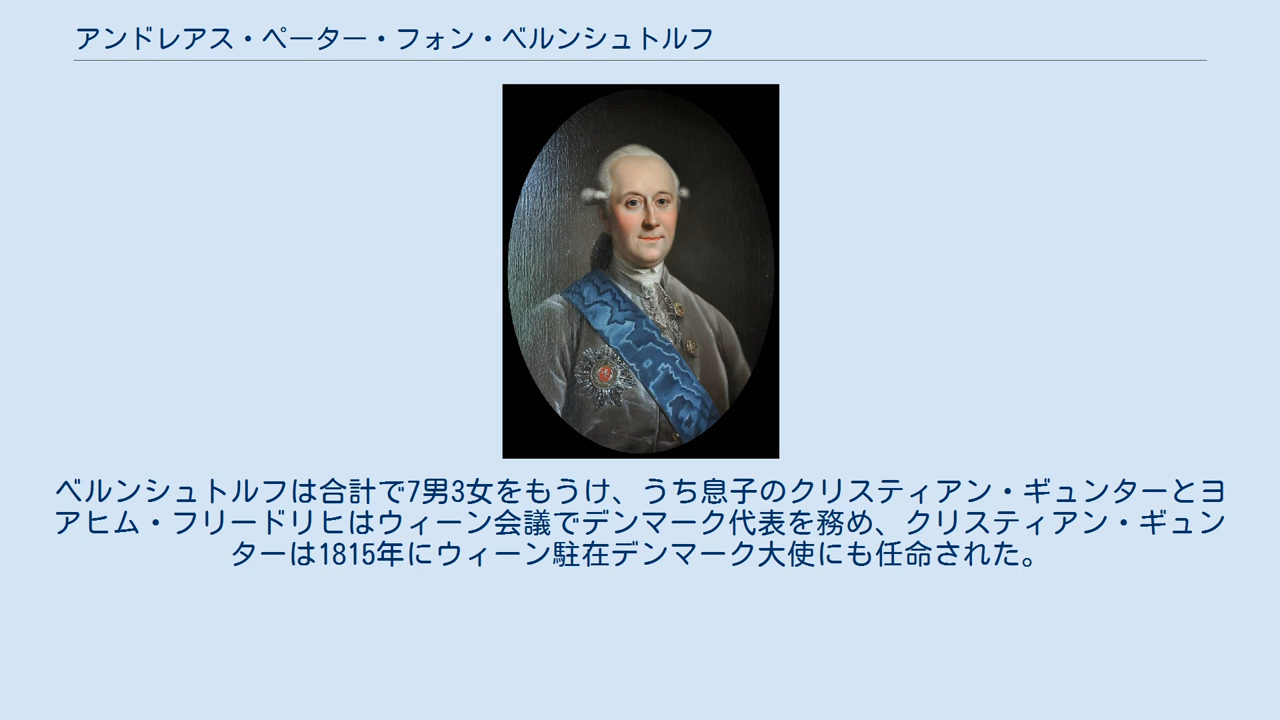 アンドレアス・ペーター・フォン・ベルンシュトルフ
ベルンシュトルフは合計で7男3女をもうけ、うち息子のクリスティアン・ギュンターとヨ
アヒム・フリードリヒはウィーン会議でデンマーク代表を務め、クリスティアン・ギュン
ターは1815年にウィーン駐在デンマーク大使にも任命された。